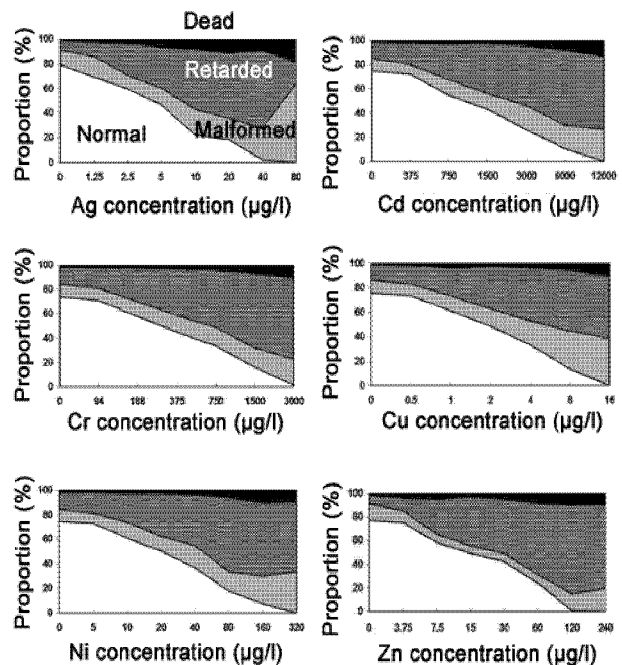 Dead
Proportion (%)
100
80
60
40
20
0
Retarded
Normal
Malformed
0 1.25 2.5 5 10 20 40 80
Ag concentration (µg/l)
Proportion (%)
100
80
60
40
20
0
0 375 750 1500 3000 6000 12000
Cd concentration (µg/l)
Proportion (%)
100
80
60
40
20
0
0 94 188 375 750 1500 3000
Cr concentration (µg/l)
Proportion (%)
100
80
60
40
20
0
0 0.5 1 2 4 8 16
Cu concentration (µg/l)
Proportion (%)
100
80
60
40
20
0
0 5 10 20 40 80 160 320
Ni concentration (µg/l)
Proportion (%)
100
80
60
40
20
0
0 3.75 7.5 15 30 60 120 240
Zn concentration (µg/l)